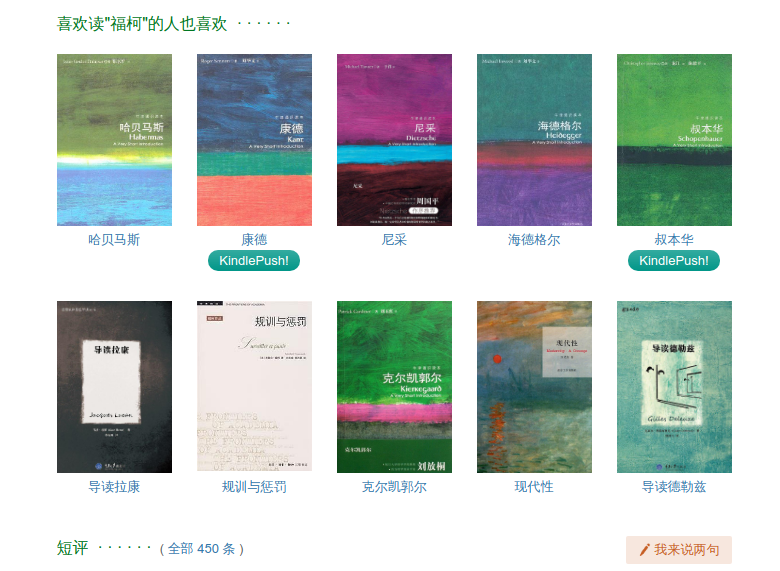 喜欢读"福柯"的人也喜欢 · · · · · ·
哈贝马斯
Habermas
A Very Short Introduction
康德
Kant
A Very Short Introduction
尼采
Nietzsche
A Very Short Introduction
尼采
周国平
海德格尔
Heidegger
A Very Short Introduction
叔本华
Schopenhauer
A Very Short Introduction
哈贝马斯
康德
尼采
海德格尔
叔本华
KindlePush!
KindlePush!
导读拉康
Jacques Lacan
规训与惩罚
Surveiller et punir
克尔凯郭尔
Kierkegaard
A Very Short Introduction
克尔凯郭尔
刘放桐
现代性
导读德勒兹
Gilles Deleuze
导读拉康
规训与惩罚
克尔凯郭尔
现代性
导读德勒兹
短评 · · · · · · ( 全部 450 条 )
我来说两句